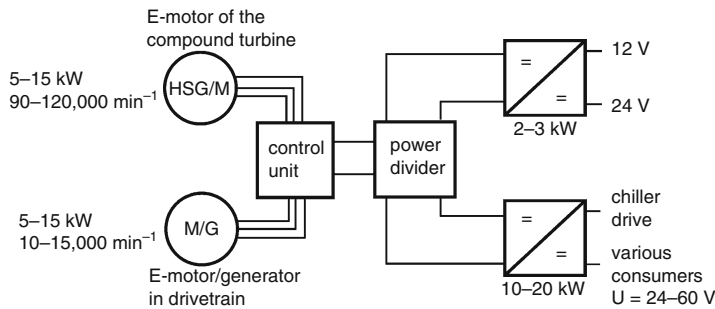 E-motor of the
compound turbine
5–15 kW
90–120,000 min⁻¹
HSG/M
control
unit
power
divider
=
=
12 V
24 V
2–3 kW
5–15 kW
10–15,000 min⁻¹
M/G
E-motor/generator
in drivetrain
=
=
10–20 kW
chiller
drive
various
consumers
U = 24–60 V